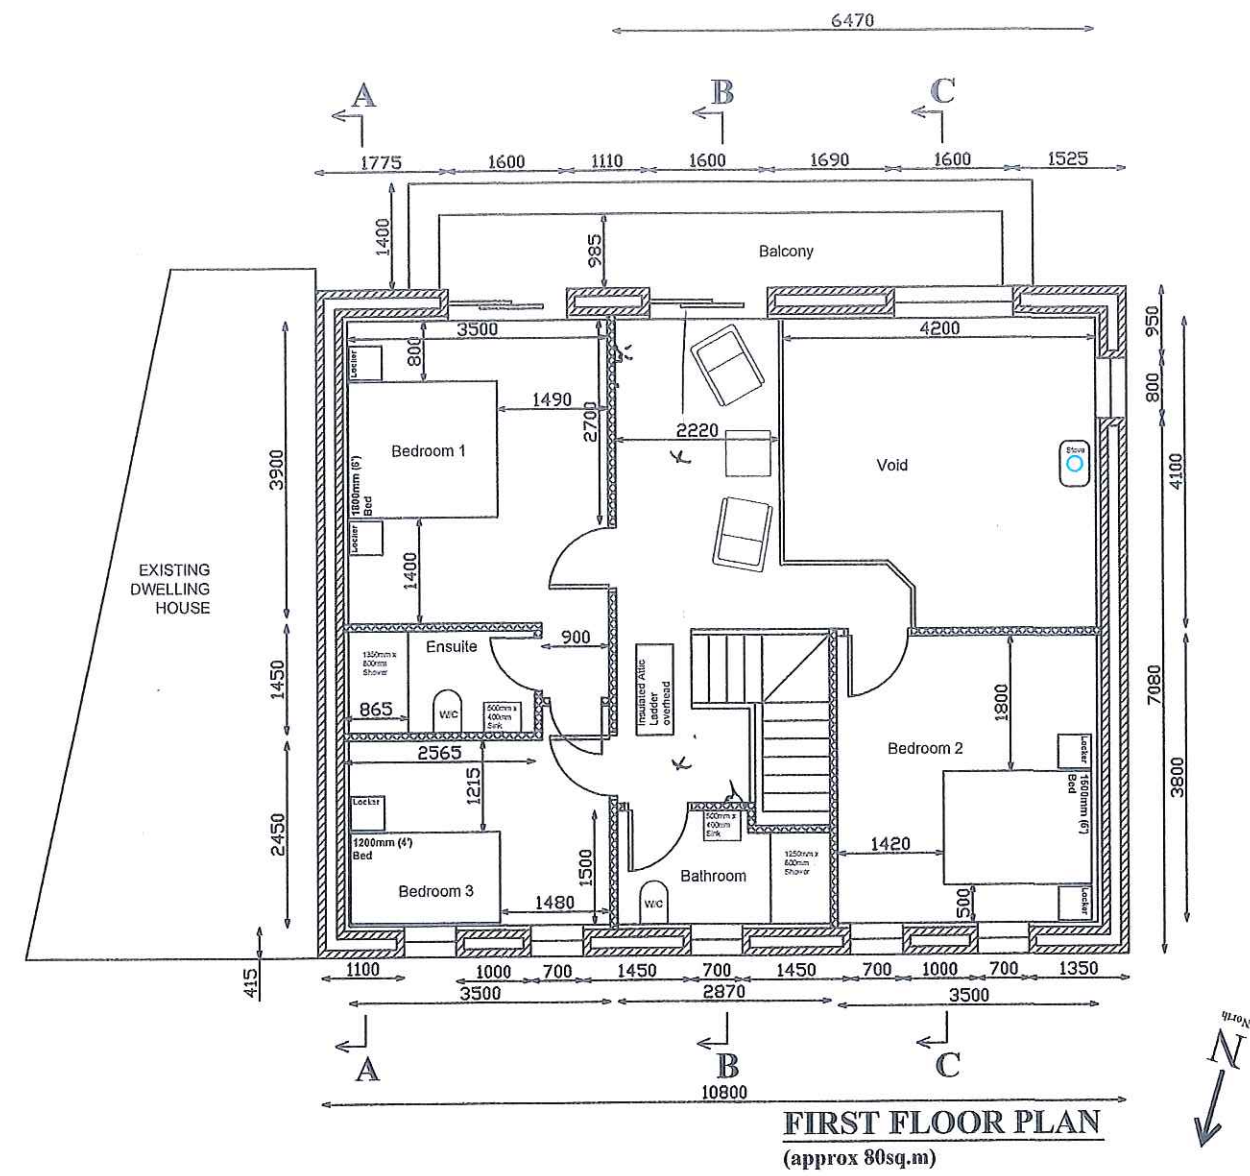 6470
A
B
C
1775
1600
1110
1600
1690
1600
1525
1400
985
Balcony
3500
800
4200
950
800
Locker
1490
2700
2220
Bedroom 1
1800mm (6')
Bed
Void
Stove
3900
4100
Locker
1400
EXISTING
DWELLING
HOUSE
Ensuite
900
1350mm x
800mm
Shower
1450
865
W/C
500mm x
400mm
Sink
Insulated Attic
Ladder
overhead
1800
7080
2565
1215
Bedroom 2
Locker
1500mm (6')
Bed
3800
Locker
1200mm (4')
Bed
2450
Bedroom 3
1480
1500
500mm x
400mm
Sink
Bathroom
W/C
1250mm x
800mm
Shower
1420
500
Locker
415
1100
1000
700
1450
700
1450
700
1000
700
1350
3500
2870
3500
A
B
C
North
N
10800
FIRST FLOOR PLAN
(approx 80sq.m)